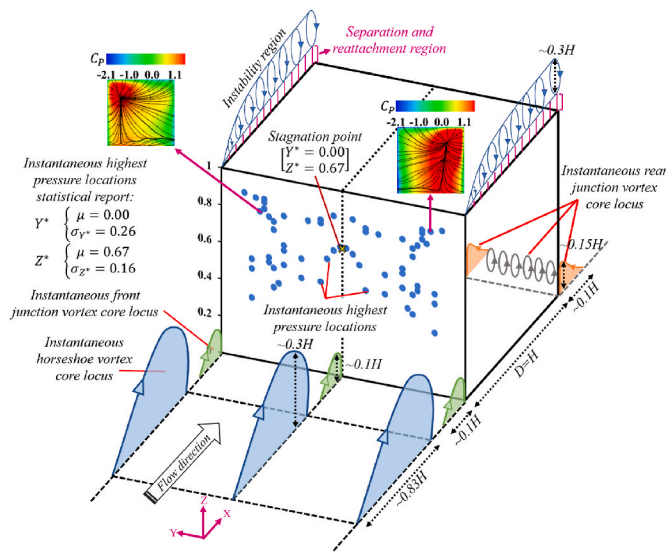 C_P
-2.1 -1.0 0.0 1.1
Instability region
Separation and
reattachment region
~0.3H
C_P
-2.1 -1.0 0.0 1.1
Stagnation point
[Y* = 0.00
Z* = 0.67]
Instantaneous highest
pressure locations
statistical report:
Y* { μ = 0.00
σ_Y* = 0.26
Z* { μ = 0.67
σ_Z* = 0.16
1
0.8
0.6
0.4
0.2
Instantaneous rear
junction vortex
core locus
~0.15H
~0.1H
Instantaneous front
junction vortex core locus
Instantaneous highest
pressure locations
Instantaneous
horseshoe vortex
core locus
~0.3H
~0.1H
D=H
~0.1H
~0.83H
Flow direction
Z
Y
X